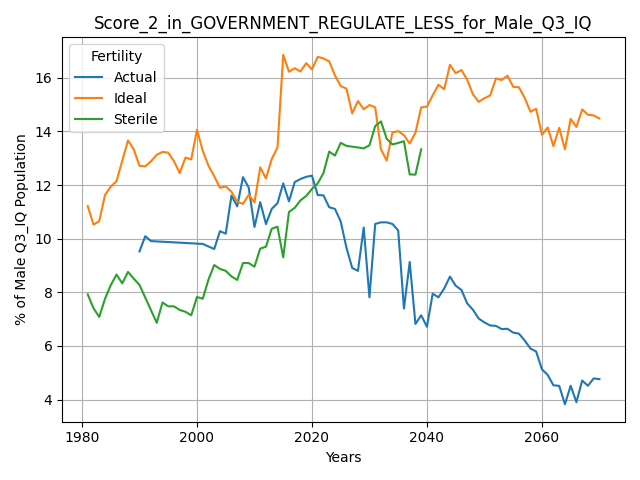 Score_2_in_GOVERNMENT_REGULATE_LESS_for_Male_Q3_IQ
Fertility
Actual
Ideal
Sterile
% of Male Q3_IQ Population
16
14
12
10
8
6
4
1980 2000 2020 2040 2060
Years